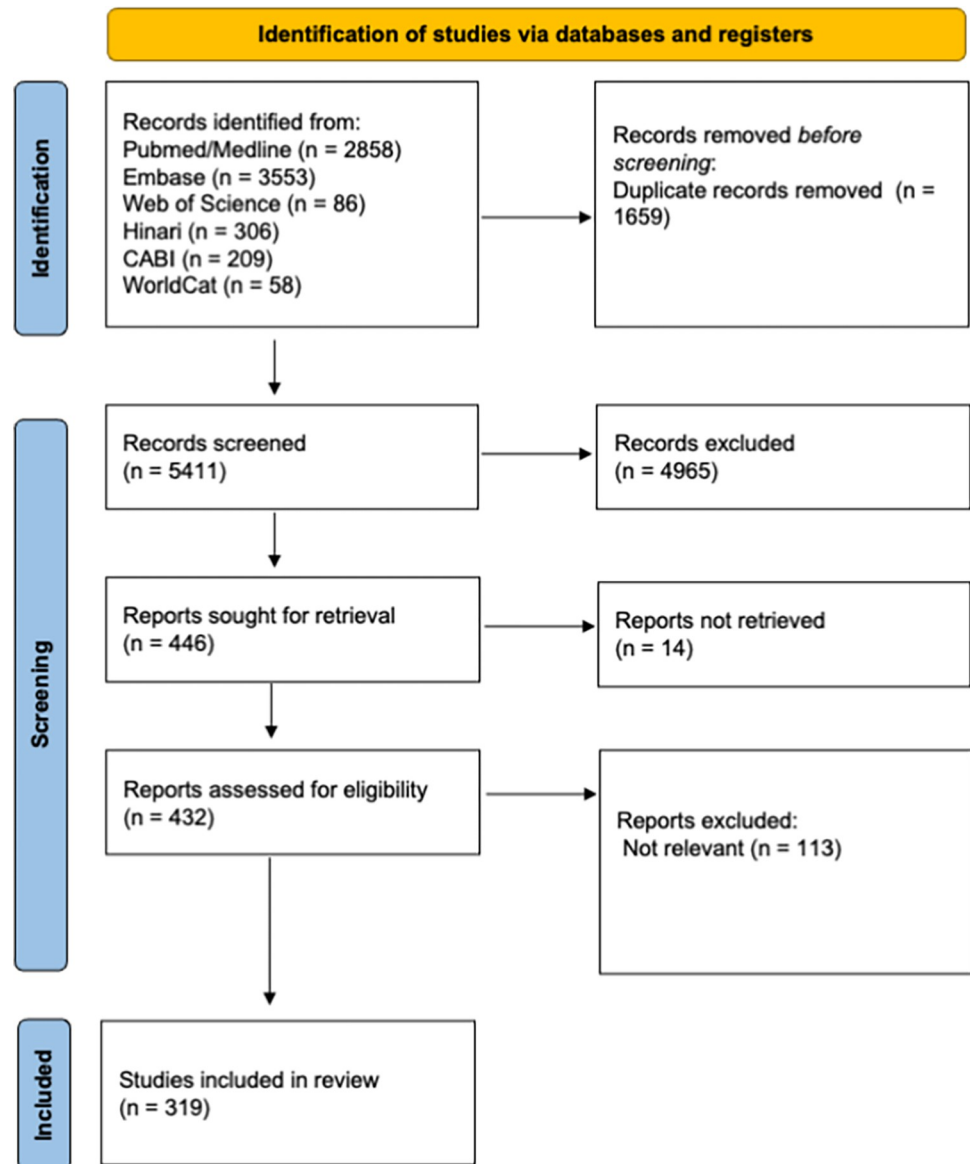 Identification of studies via databases and registers
Identification
Records identified from:
Pubmed/Medline (n = 2858)
Embase (n = 3553)
Web of Science (n = 86)
Hinari (n = 306)
CABI (n = 209)
WorldCat (n = 58)
Records removed before
screening:
Duplicate records removed (n =
1659)
Screening
Records screened
(n = 5411)
Records excluded
(n = 4965)
Reports sought for retrieval
(n = 446)
Reports not retrieved
(n = 14)
Reports assessed for eligibility
(n = 432)
Reports excluded:
Not relevant (n = 113)
Included
Studies included in review
(n = 319)